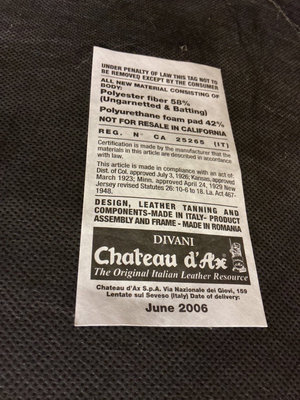 UNDER PENALTY OF LAW THIS TAG NOT TO
BE REMOVED EXCEPT BY THE CONSUMER
ALL NEW MATERIAL CONSISTING OF
BODY:
Polyester fiber 58%
(Ungarnetted & Batting)
Polyurethane foam pad 42%
NOT FOR RESALE IN CALIFORNIA
REG. N° CA 25265 (IT)
Certification is made by the manufacturer that the
materials in this article are described in accordance
with law.
This article is made in compliance with an act of
Dist. of Col. approved July 3, 1926; Kansan, approved
March 1923; Minn. approved April 24, 1929 New
Jersey revised Statutes 26: 10-6 to 18. La. Act 467-
1948.
DESIGN, LEATHER TANNING AND
COMPONENTS-MADE IN ITALY- PRODUCT
ASSEMBLY AND FRAME - MADE IN ROMANIA
DIVANI
Chateau d'Ax
The Original Italian Leather Resource
Chateau d'Ax S.p.A. Via Nazionale dei Giovi, 159
Lentate sul Seveso (Italy) Date of delivery:
June 2006